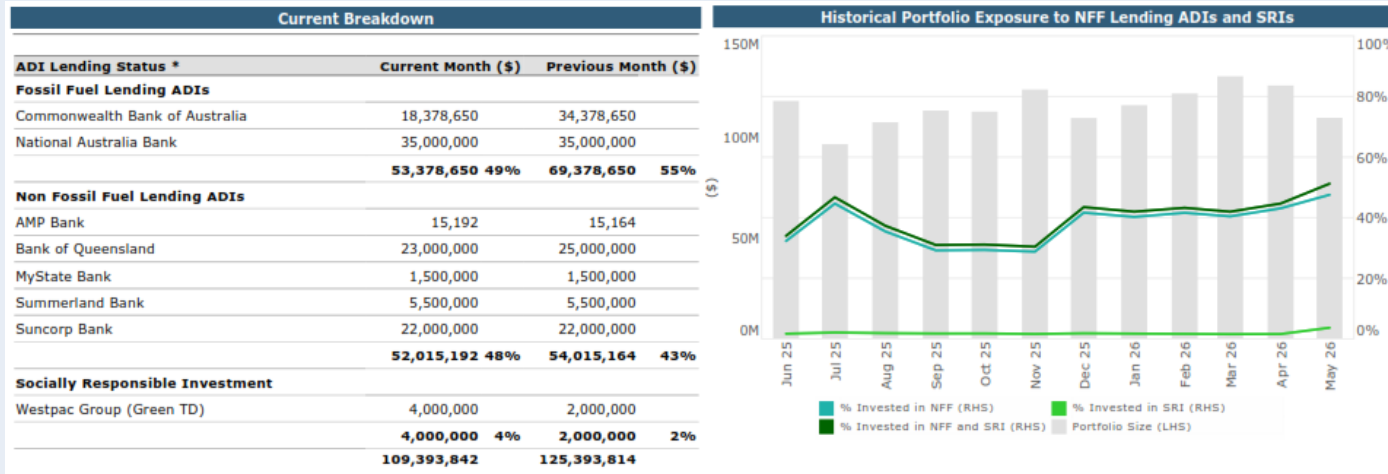 Current Breakdown
ADI Lending Status * Current Month ($) Previous Month ($)
Fossil Fuel Lending ADIs
Commonwealth Bank of Australia 18,378,650 34,378,650
National Australia Bank 35,000,000 35,000,000
53,378,650 49% 69,378,650 55%
Non Fossil Fuel Lending ADIs
AMP Bank 15,192 15,164
Bank of Queensland 23,000,000 25,000,000
MyState Bank 1,500,000 1,500,000
Summerland Bank 5,500,000 5,500,000
Suncorp Bank 22,000,000 22,000,000
52,015,192 48% 54,015,164 43%
Socially Responsible Investment
Westpac Group (Green TD) 4,000,000 2,000,000
4,000,000 4% 2,000,000 2%
109,393,842 125,393,814
Historical Portfolio Exposure to NFF Lending ADIs and SRIs
150M 100%
80%
100M
60%
($)
40%
50M
20%
0M 0%
Jun 25 Jul 25 Aug 25 Sep 25 Oct 25 Nov 25 Dec 25 Jan 26 Feb 26 Mar 26 Apr 26 May 26
% Invested in NFF (RHS) % Invested in SRI (RHS)
% Invested in NFF and SRI (RHS) Portfolio Size (LHS)